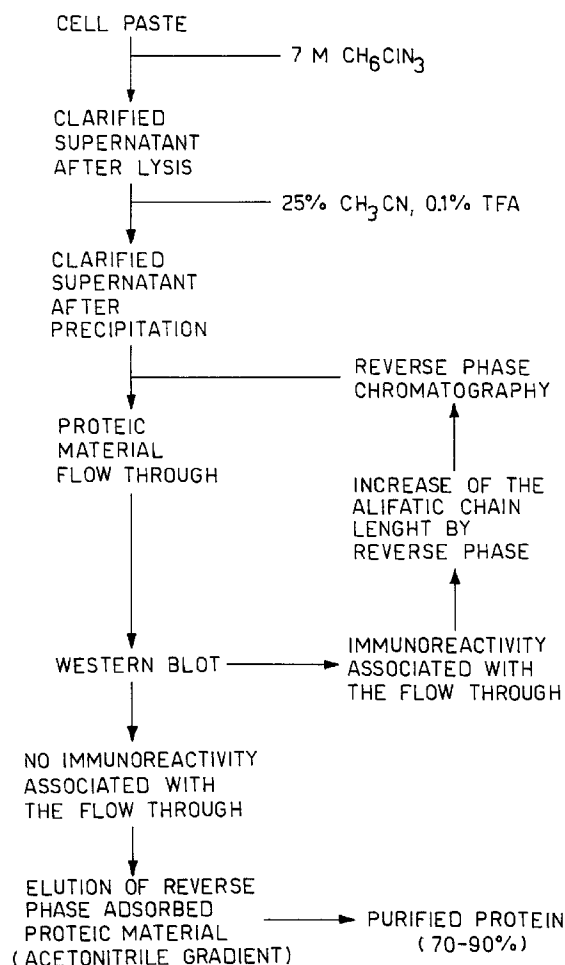 CELL PASTE
7 M CH6ClN3
CLARIFIED
SUPERNATANT
AFTER LYSIS
25% CH3CN, 0.1% TFA
CLARIFIED
SUPERNATANT
AFTER
PRECIPITATION
REVERSE PHASE
CHROMATOGRAPHY
PROTEIC
MATERIAL
FLOW THROUGH
INCREASE OF THE
ALIFATIC CHAIN
LENGHT BY
REVERSE PHASE
WESTERN BLOT
IMMUNOREACTIVITY
ASSOCIATED WITH
THE FLOW THROUGH
NO IMMUNOREACTIVITY
ASSOCIATED WITH
THE FLOW THROUGH
ELUTION OF REVERSE
PHASE ADSORBED
PROTEIC MATERIAL
(ACETONITRILE GRADIENT)
PURIFIED PROTEIN
(70-90%)